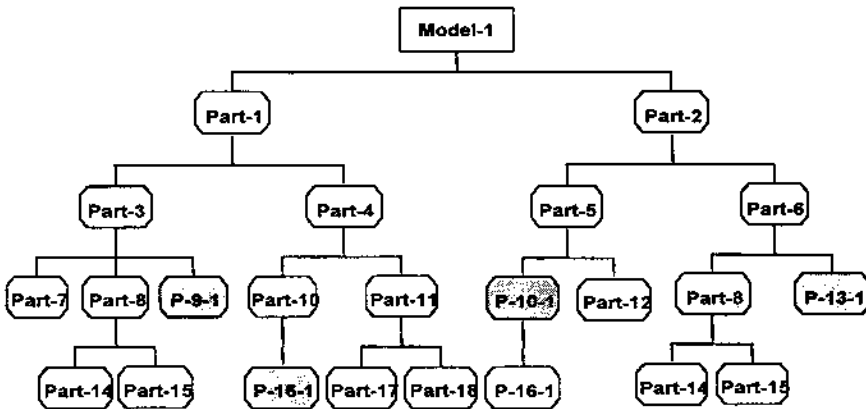 Model-1
Part-1
Part-2
Part-3
Part-4
Part-5
Part-6
Part-7
Part-8
P-9-1
Part-10
Part-11
P-10-1
Part-12
Part-8
P-13-1
Part-14
Part-15
P-16-1
Part-17
Part-18
P-16-1
Part-14
Part-15